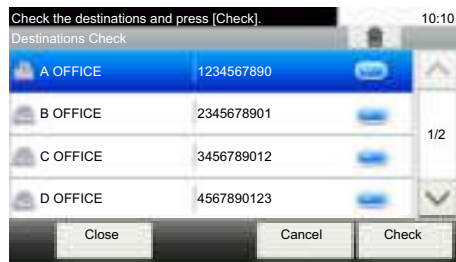 Check the destinations and press [Check]. 10:10
Destinations Check
A OFFICE 1234567890
B OFFICE 2345678901
1/2
C OFFICE 3456789012
D OFFICE 4567890123
Close Cancel Check